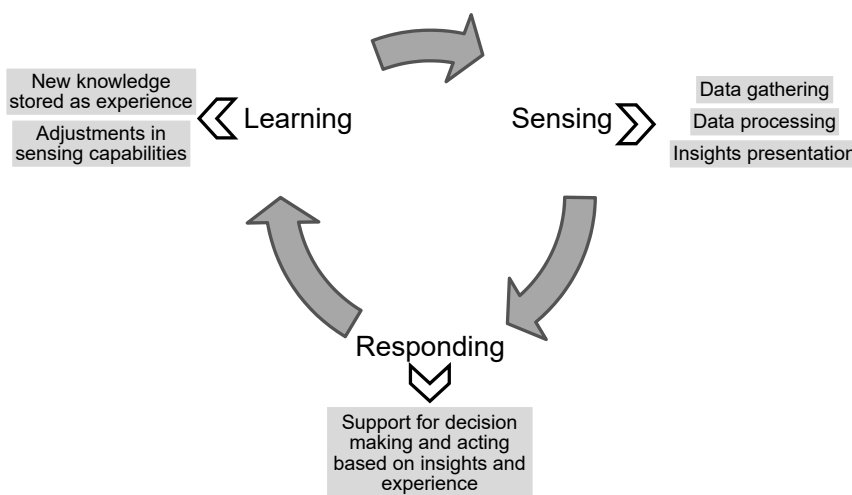 New knowledge
stored as experience
Adjustments in
sensing capabilities
Learning
Sensing
Data gathering
Data processing
Insights presentation
Responding
Support for decision
making and acting
based on insights and
experience